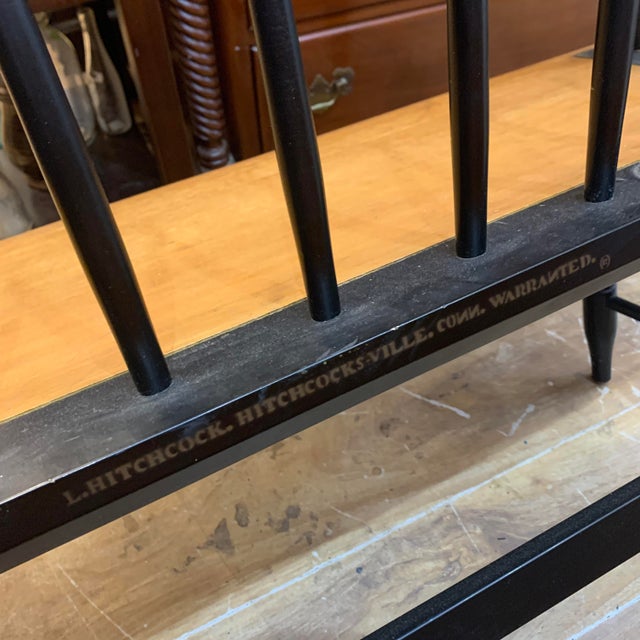 L.HITCHCOCK. HITCHCOCKS-VILLE. CONN. WARRANTED. ®